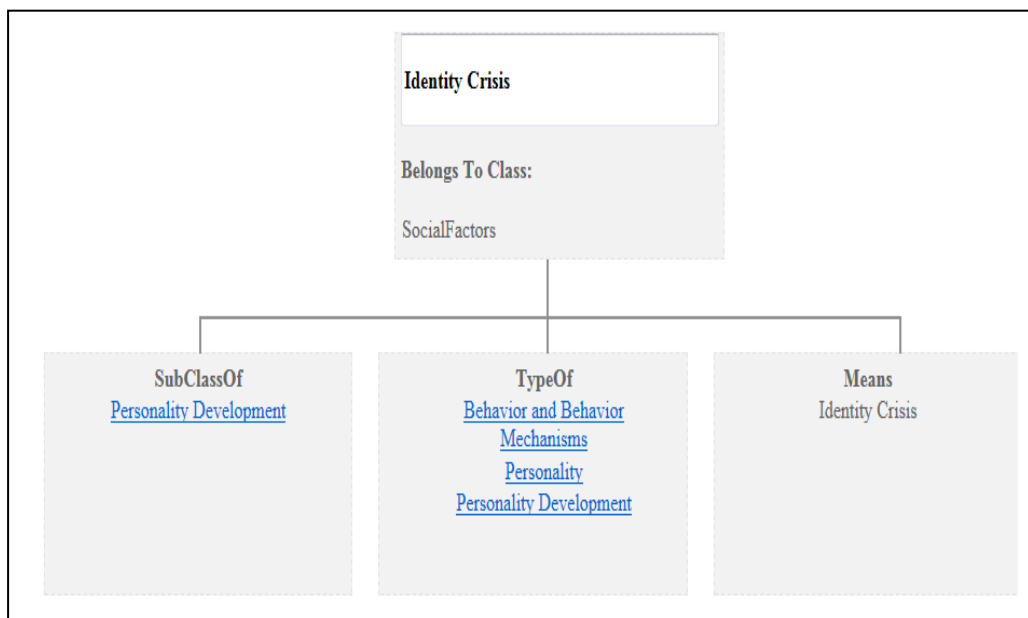 Identity Crisis
Belongs To Class:
SocialFactors
SubClassOf
Personality Development
TypeOf
Behavior and Behavior
Mechanisms
Personality
Personality Development
Means
Identity Crisis